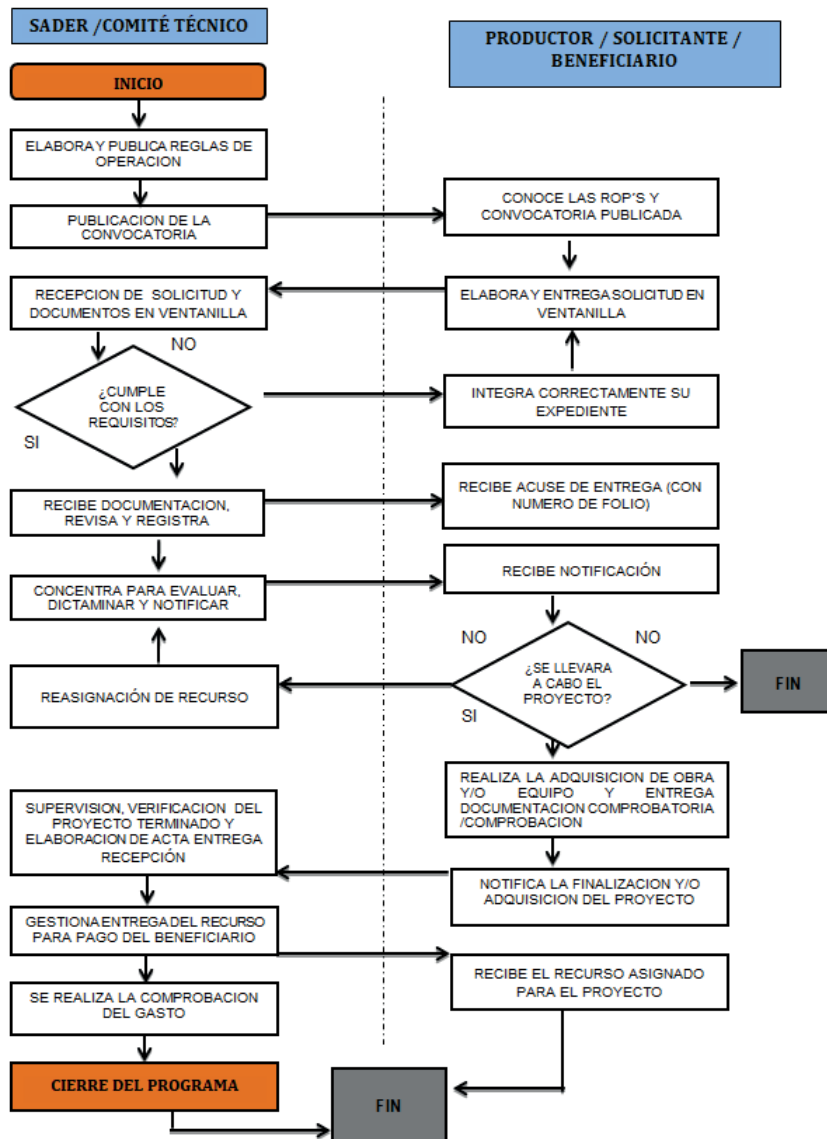 SADER /COMITÉ TÉCNICO
PRODUCTOR / SOLICITANTE /
BENEFICIARIO
INICIO
ELABORA Y PUBLICA REGLAS DE
OPERACION
PUBLICACION DE LA
CONVOCATORIA
CONOCE LAS ROP´S Y
CONVOCATORIA PUBLICADA
RECEPCION DE SOLICITUD Y
DOCUMENTOS EN VENTANILLA
ELABORA Y ENTREGA SOLICITUD EN
VENTANILLA
NO
¿CUMPLE
CON LOS
REQUISITOS?
SI
INTEGRA CORRECTAMENTE SU
EXPEDIENTE
RECIBE DOCUMENTACION,
REVISA Y REGISTRA
RECIBE ACUSE DE ENTREGA (CON
NUMERO DE FOLIO)
CONCENTRA PARA EVALUAR,
DICTAMINAR Y NOTIFICAR
RECIBE NOTIFICACIÓN
NO
NO
¿SE LLEVARA
A CABO EL
PROYECTO?
SI
REASIGNACIÓN DE RECURSO
FIN
REALIZA LA ADQUISICION DE OBRA
Y/O EQUIPO Y ENTREGA
DOCUMENTACION COMPROBATORIA
/COMPROBACION
SUPERVISION, VERIFICACION DEL
PROYECTO TERMINADO Y
ELABORACION DE ACTA ENTREGA
RECEPCIÓN
NOTIFICA LA FINALIZACION Y/O
ADQUISICION DEL PROYECTO
GESTIONA ENTREGA DEL RECURSO
PARA PAGO DEL BENEFICIARIO
RECIBE EL RECURSO ASIGNADO
PARA EL PROYECTO
SE REALIZA LA COMPROBACION
DEL GASTO
CIERRE DEL PROGRAMA
FIN